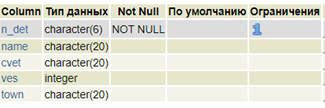 Column Тип данных Not Null По умолчанию Ограничения
n_det character(6) NOT NULL 1
name character(20)
cvet character(20)
ves integer
town character(20)